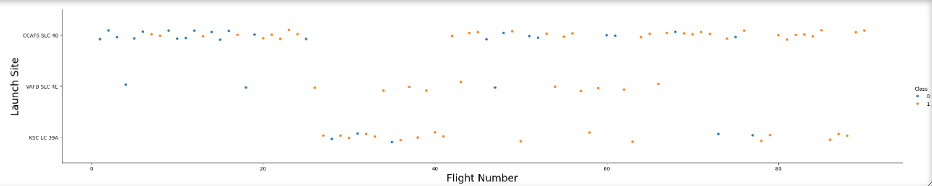 CCAFS SLC 40
VAFB SLC 4E
KSC LC 39A
Launch Site
0 20 40 60 80
Flight Number
Class
0
1